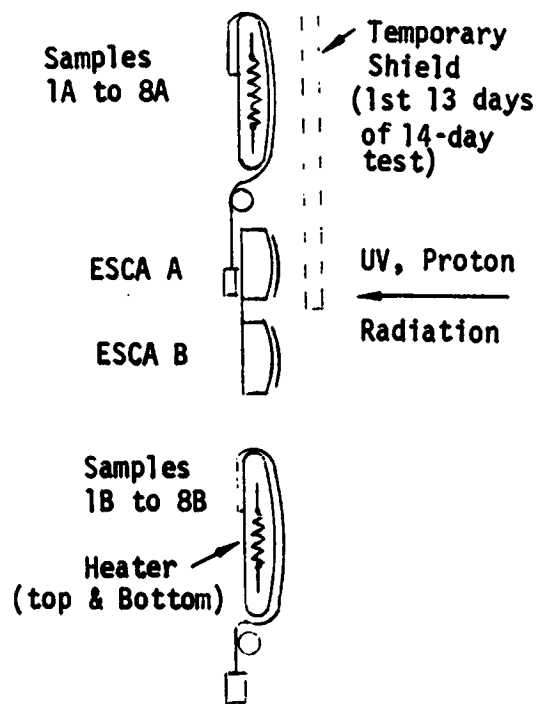 Samples
1A to 8A
Temporary
Shield
(1st 13 days
of 14-day
test)
ESCA A
UV, Proton
Radiation
ESCA B
Samples
1B to 8B
Heater
(top & Bottom)